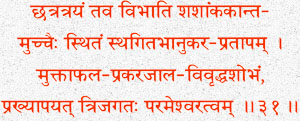 छत्रत्रयं तव विभाति शशांककान्त-
मुच्चैः स्थितं स्थगितभानुकर-प्रतापम् ।
मुक्ताफल-प्रकरजाल-विवृद्धशोभं,
प्रख्यापयत् त्रिजगतः परमेश्वरत्वम् ॥३१॥